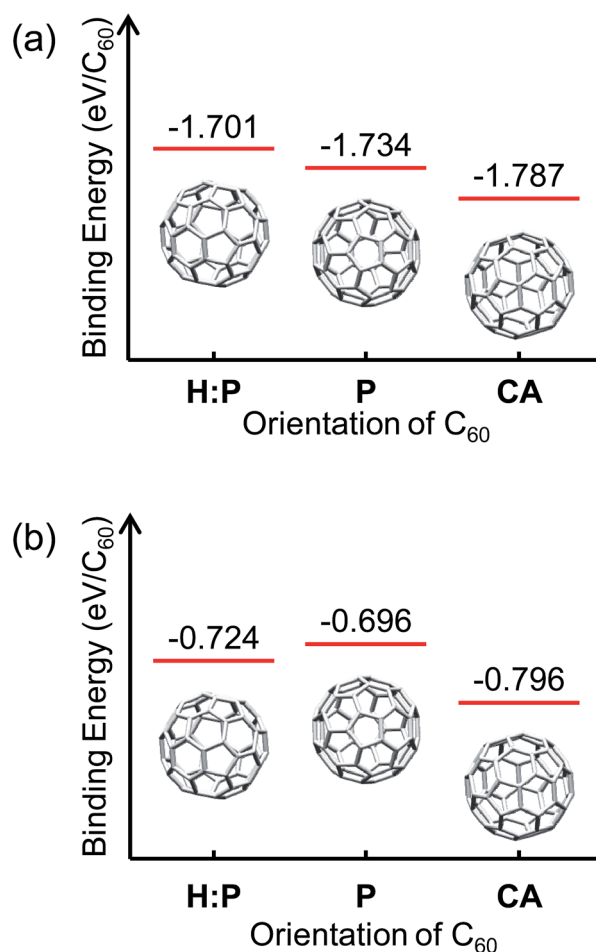 (a)
Binding Energy (eV/C₆₀)
-1.701
-1.734
-1.787
H:P P CA
Orientation of C₆₀
(b)
Binding Energy (eV/C₆₀)
-0.724
-0.696
-0.796
H:P P CA
Orientation of C₆₀